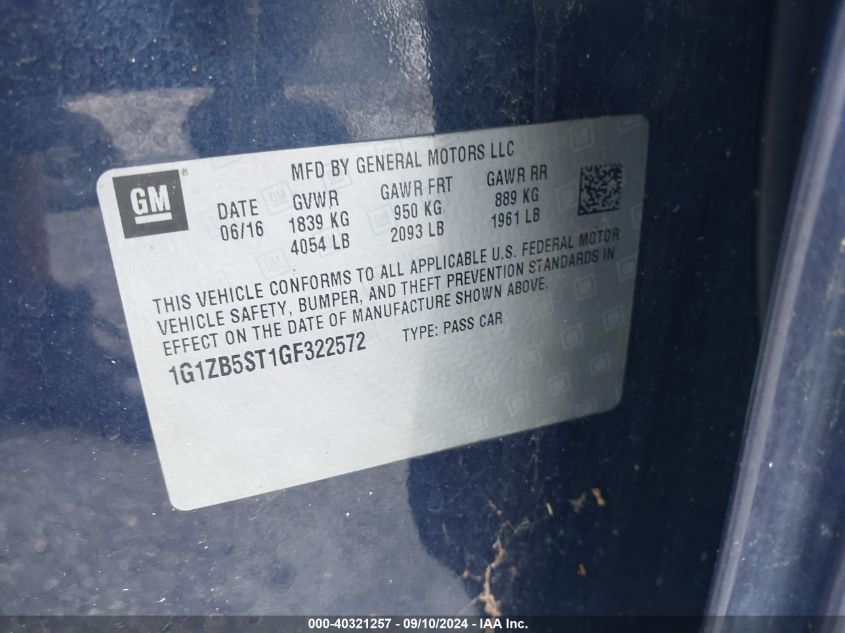 MFD BY GENERAL MOTORS LLC
GM®
DATE GVWR GAWR FRT GAWR RR
06/16 1839 KG 950 KG 889 KG
4054 LB 2093 LB 1961 LB
THIS VEHICLE CONFORMS TO ALL APPLICABLE U.S. FEDERAL MOTOR
VEHICLE SAFETY, BUMPER, AND THEFT PREVENTION STANDARDS IN
EFFECT ON THE DATE OF MANUFACTURE SHOWN ABOVE.
1G1ZB5ST1GF322572 TYPE: PASS CAR
000-40321257 - 09/10/2024 - IAA Inc.